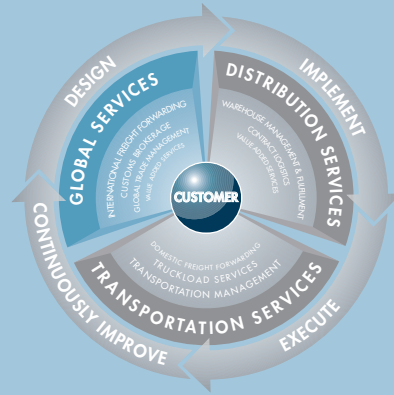 DESIGN
IMPLEMENT
EXECUTE
CONTINUOUSLY IMPROVE
GLOBAL SERVICES
INTERNATIONAL FREIGHT FORWARDING
CUSTOMS BROKERAGE
GLOBAL TRADE MANAGEMENT
VALUE ADDED SERVICES
DISTRIBUTION SERVICES
WAREHOUSE MANAGEMENT & FULFILLMENT
CONTRACT LOGISTICS
VALUE ADDED SERVICES
CUSTOMER
DOMESTIC FREIGHT FORWARDING
TRUCKLOAD SERVICES
TRANSPORTATION MANAGEMENT
TRANSPORTATION SERVICES